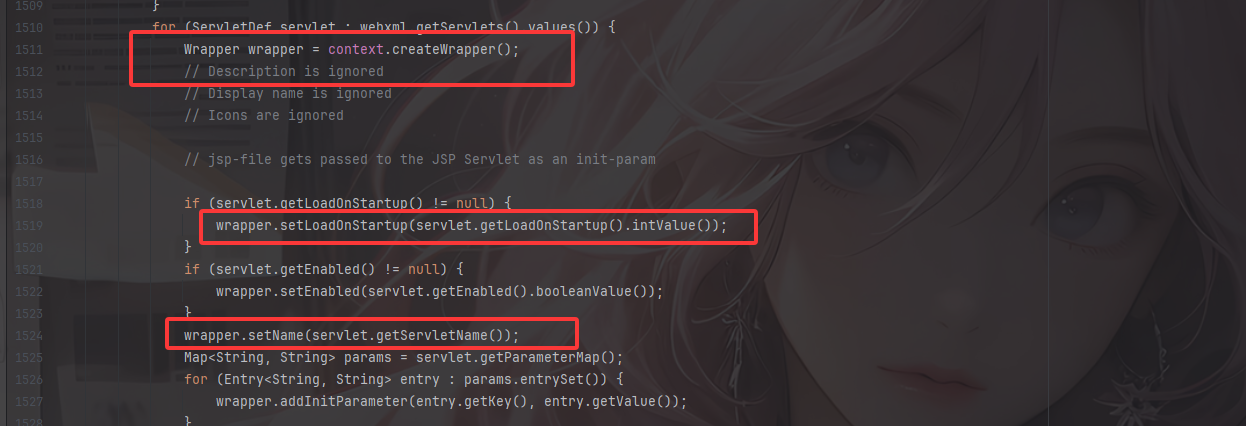 1509 }
1510 for (ServletDef servlet : webxml.getServlets().values()) {
1511 Wrapper wrapper = context.createWrapper();
1512 // Description is ignored
1513 // Display name is ignored
1514 // Icons are ignored
1515
1516 // jsp-file gets passed to the JSP Servlet as an init-param
1517
1518 if (servlet.getLoadOnStartup() != null) {
1519 wrapper.setLoadOnStartup(servlet.getLoadOnStartup().intValue());
1520 }
1521 if (servlet.getEnabled() != null) {
1522 wrapper.setEnabled(servlet.getEnabled().booleanValue());
1523 }
1524 wrapper.setName(servlet.getServletName());
1525 Map<String, String> params = servlet.getParameterMap();
1526 for (Entry<String, String> entry : params.entrySet()) {
1527 wrapper.addInitParameter(entry.getKey(), entry.getValue());
1528 }